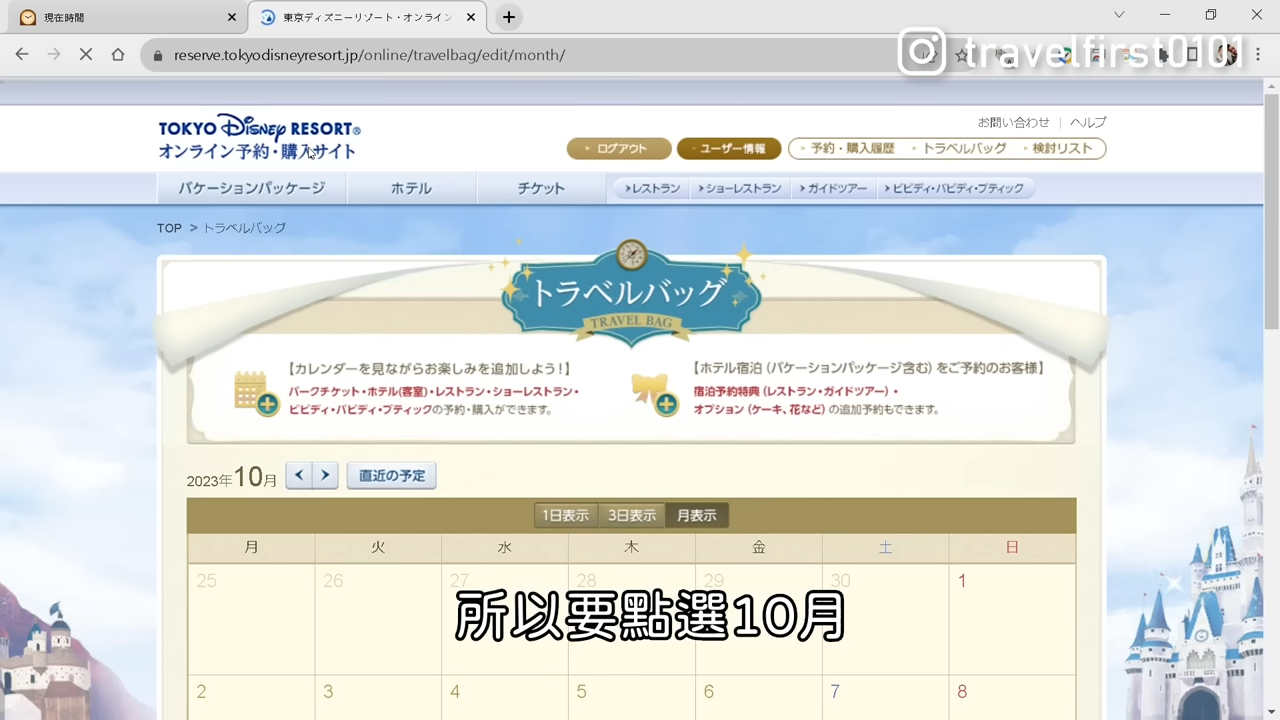 現在時間
東京ディズニーリゾート・オンライン
reserve.tokyodisneyresort.jp/online/travelbag/edit/month/
travelfirst0101
お問い合わせ
ヘルプ
TOKYO Disney RESORT®
オンライン予約・購入サイト
ログアウト
ユーザー情報
予約・購入履歴
トラベルバッグ
検討リスト
バケーションパッケージ
ホテル
チケット
レストラン
ショーレストラン
ガイドツアー
ビビディ・バビディ・ブティック
TOP > トラベルバッグ
トラベルバッグ
TRAVEL BAG
【カレンダーを見ながらお楽しみを追加しよう!】
パークチケット・ホテル(客室)・レストラン・ショーレストラン・
ビビディ・バビディ・ブティックの予約・購入ができます。
【ホテル宿泊(バケーションパッケージ含む)をご予約のお客様】
宿泊予約特典(レストラン・ガイドツアー)・
オプション(ケーキ、花など)の追加予約もできます。
2023年10月
直近の予定
1日表示 3日表示 月表示
月 火 水 木 金 土 日
25 26 27 28 29 30 1
所以要點選10月
2 3 4 5 6 7 8